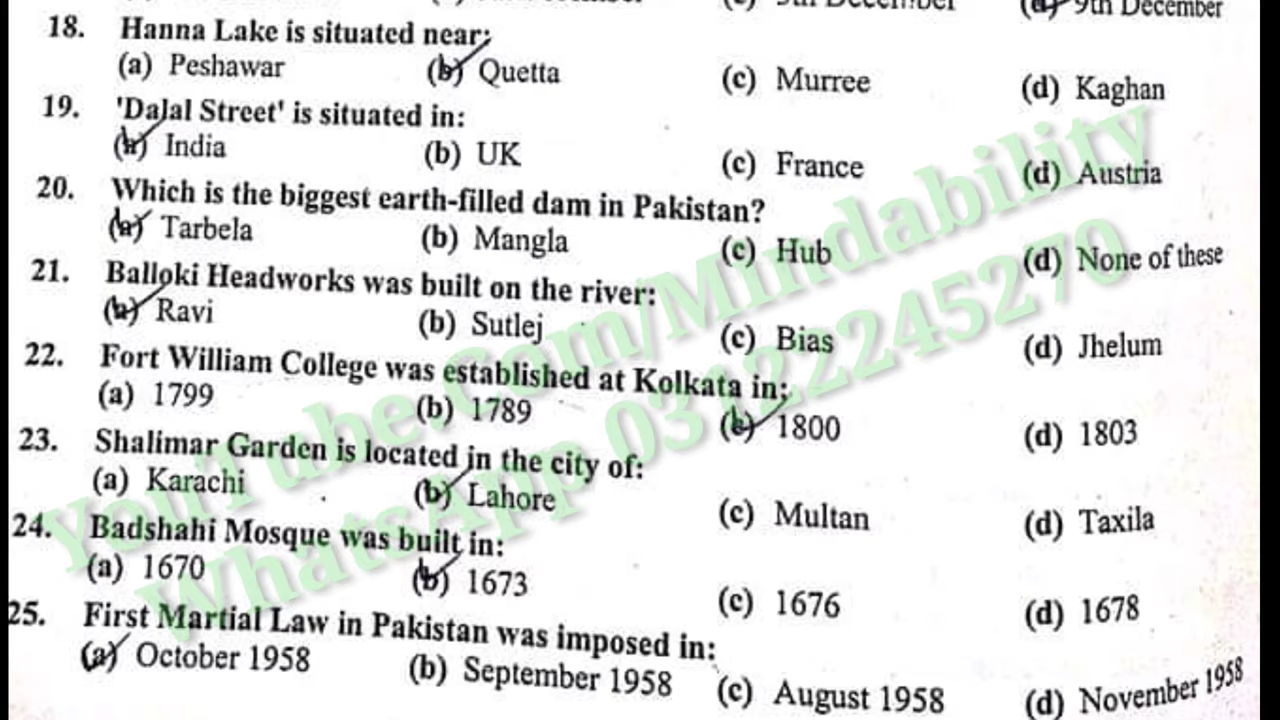 (d) 9th December
18. Hanna Lake is situated near:
(a) Peshawar (b) Quetta (c) Murree (d) Kaghan
19. 'Dalal Street' is situated in:
(a) India (b) UK (c) France (d) Austria
20. Which is the biggest earth-filled dam in Pakistan?
(a) Tarbela (b) Mangla (c) Hub (d) None of these
21. Balloki Headworks was built on the river:
(a) Ravi (b) Sutlej (c) Bias (d) Jhelum
22. Fort William College was established at Kolkata in:
(a) 1799 (b) 1789 (c) 1800 (d) 1803
23. Shalimar Garden is located in the city of:
(a) Karachi (b) Lahore (c) Multan (d) Taxila
24. Badshahi Mosque was built in:
(a) 1670 (b) 1673 (c) 1676 (d) 1678
25. First Martial Law in Pakistan was imposed in:
(a) October 1958 (b) September 1958 (c) August 1958 (d) November 1958
YouTube.Com/Mindability
WhatsApp 03122245270